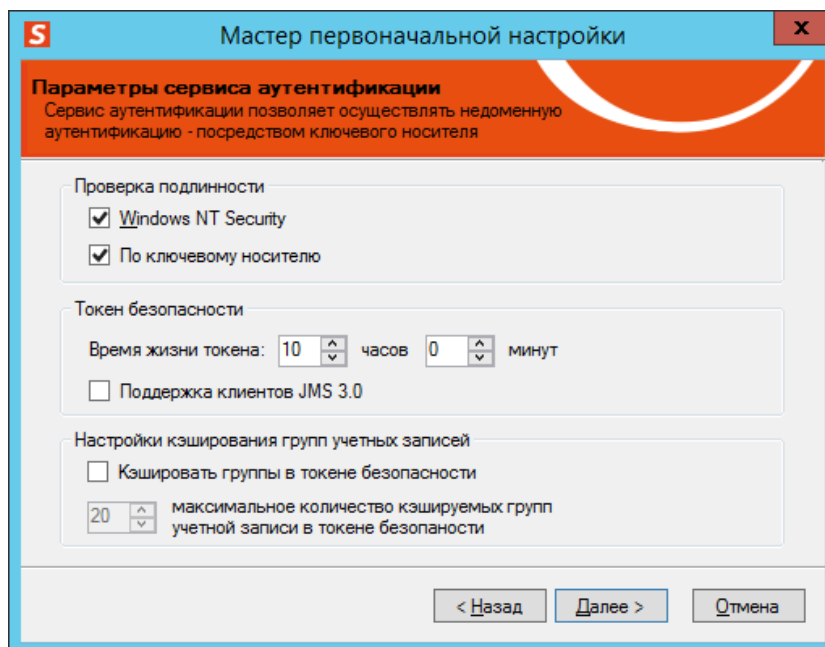 S
Мастер первоначальной настройки
x
Параметры сервиса аутентификации
Сервис аутентификации позволяет осуществлять недоменную
аутентификацию - посредством ключевого носителя
Проверка подлинности
Windows NT Security
По ключевому носителю
Токен безопасности
Время жизни токена: 10 часов 0 минут
Поддержка клиентов JMS 3.0
Настройки кэширования групп учетных записей
Кэшировать группы в токене безопасности
20 максимальное количество кэшируемых групп
учетной записи в токене безопаности
< Назад Далее > Отмена